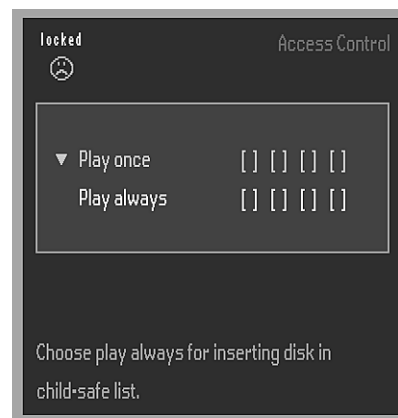 locked
Access Control
▼ Play once [ ] [ ] [ ] [ ]
Play always [ ] [ ] [ ] [ ]
Choose play always for inserting disk in
child-safe list.